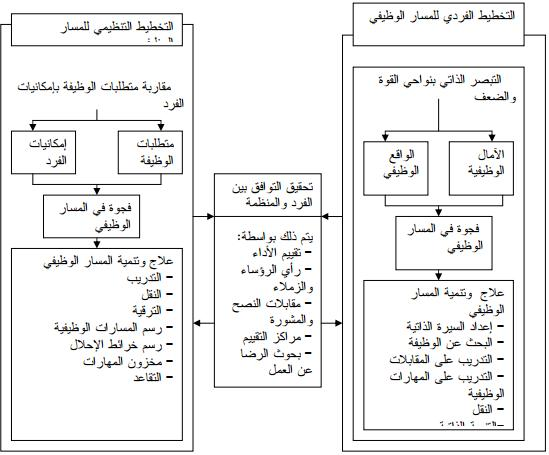 التخطيط الفردي للمسار الوظيفي
التبصر الذاتي بنواحي القوة
والضعف
الآمال
الوظيفية
الواقع
الوظيفي
فجوة في المسار
الوظيفي
علاج وتنمية المسار
الوظيفي
– إعداد السيرة الذاتية
– البحث عن الوظيفة
– التدريب على المقابلات
– التدريب على المهارات
الوظيفية
– النقل
تحقيق التوافق بين
الفرد والمنظمة
يتم ذلك بواسطة:
– تقييم الأداء
– رأي الرؤساء
والزملاء
– مقابلات النصح
والمشورة
– مراكز التقييم
– بحوث الرضا
عن العمل
التخطيط التنظيمي للمسار
مقاربة متطلبات الوظيفة بإمكانيات
الفرد
متطلبات
الوظيفة
إمكانيات
الفرد
فجوة في المسار
الوظيفي
علاج وتنمية المسار الوظيفي
– التدريب
– النقل
– الترقية
– رسم المسارات الوظيفية
– رسم خرائط الإحلال
– مخزون المهارات
– التقاعد